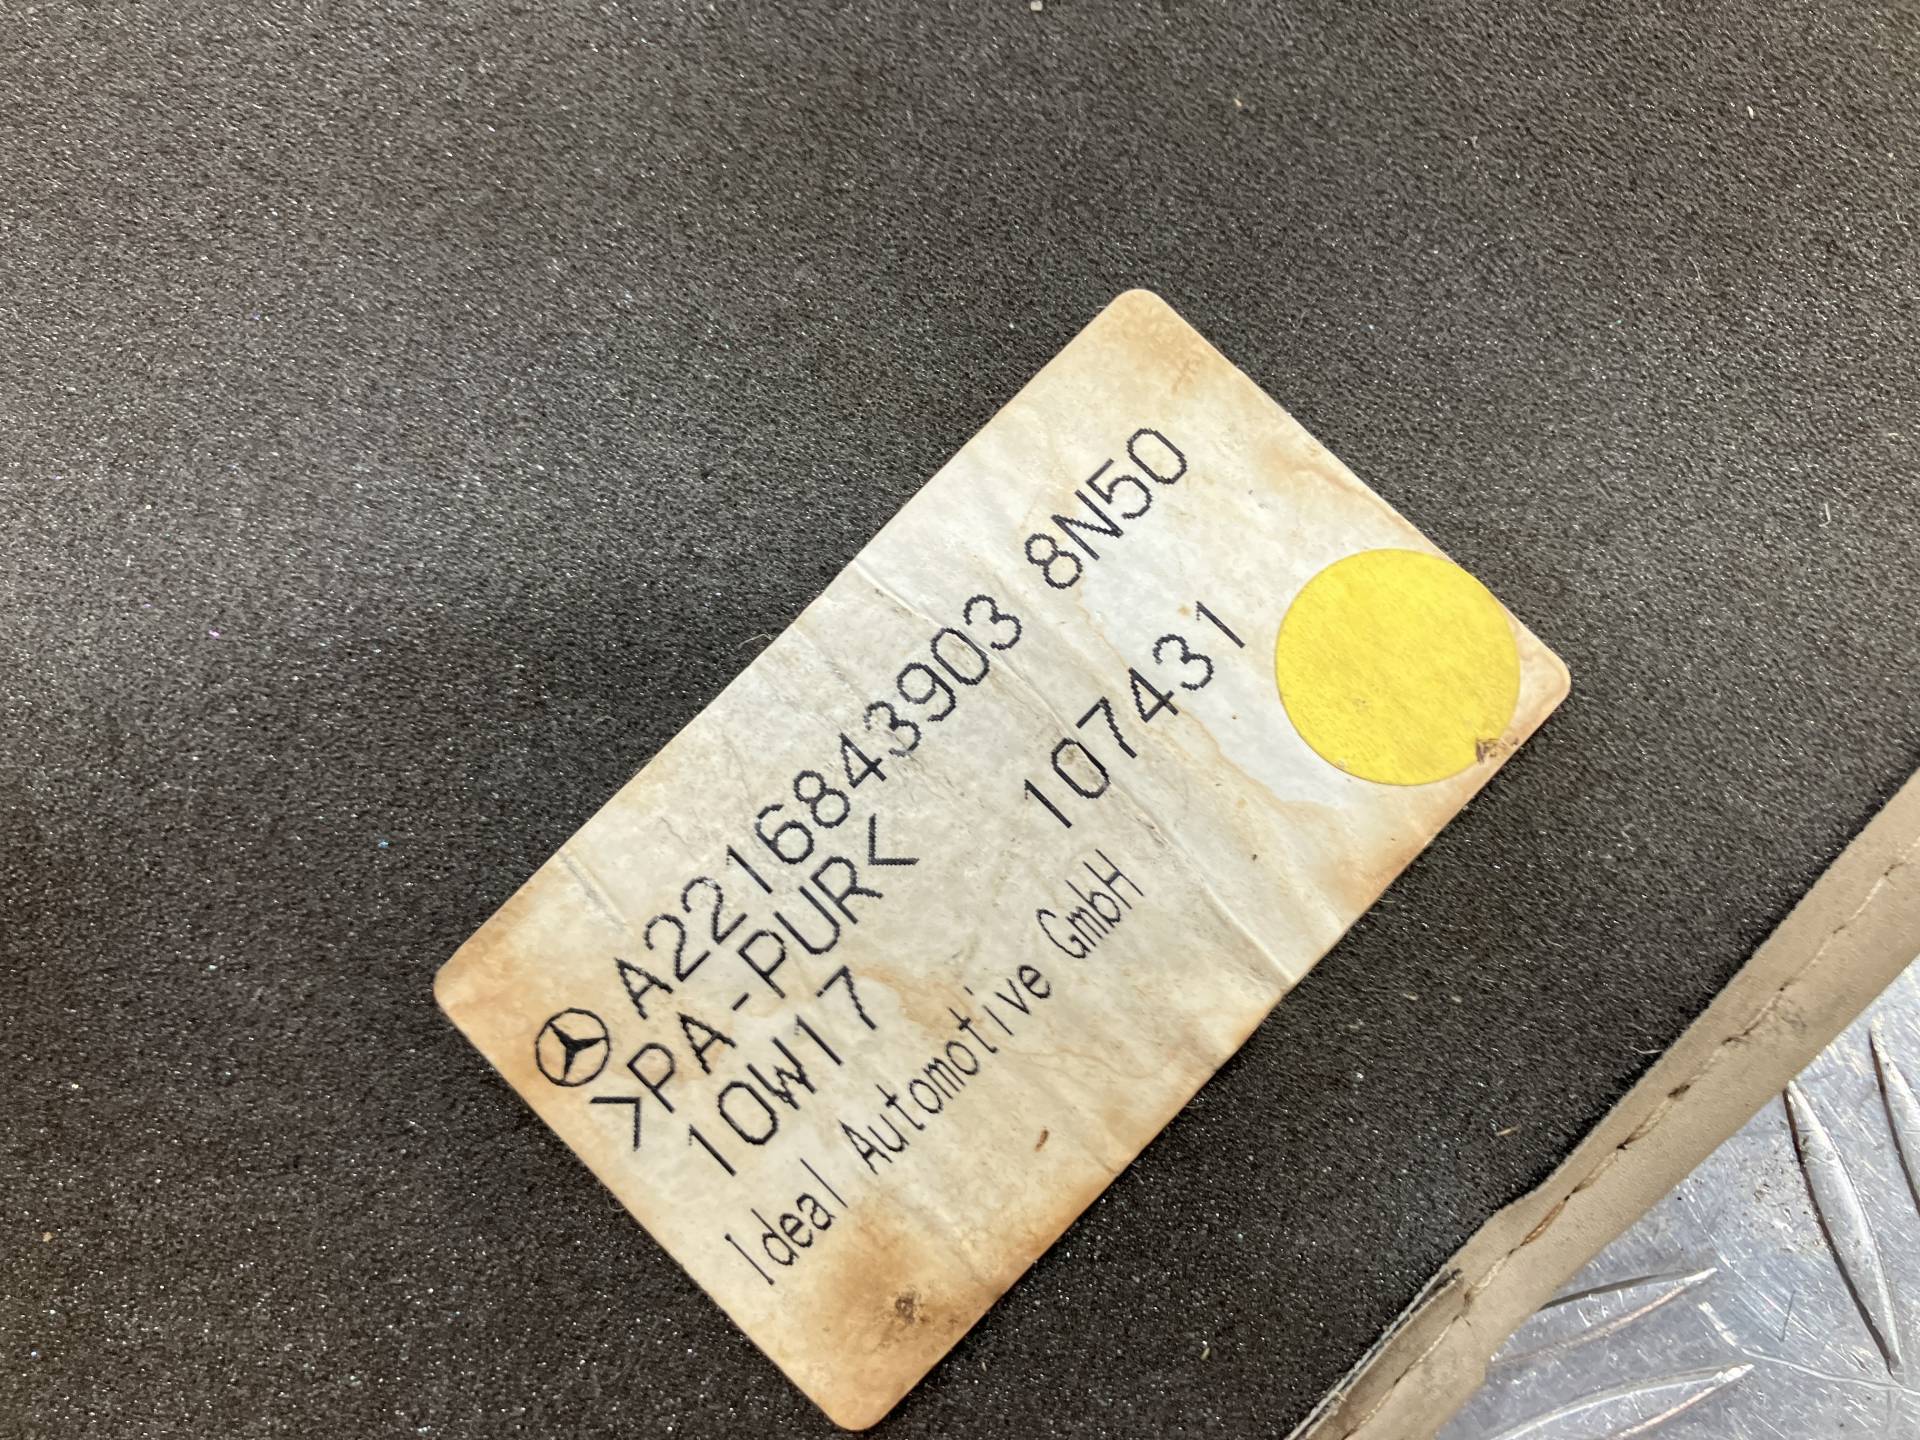 A2216843903 8N50
>PA-PUR< 107431
10W17
Ideal Automotive GmbH